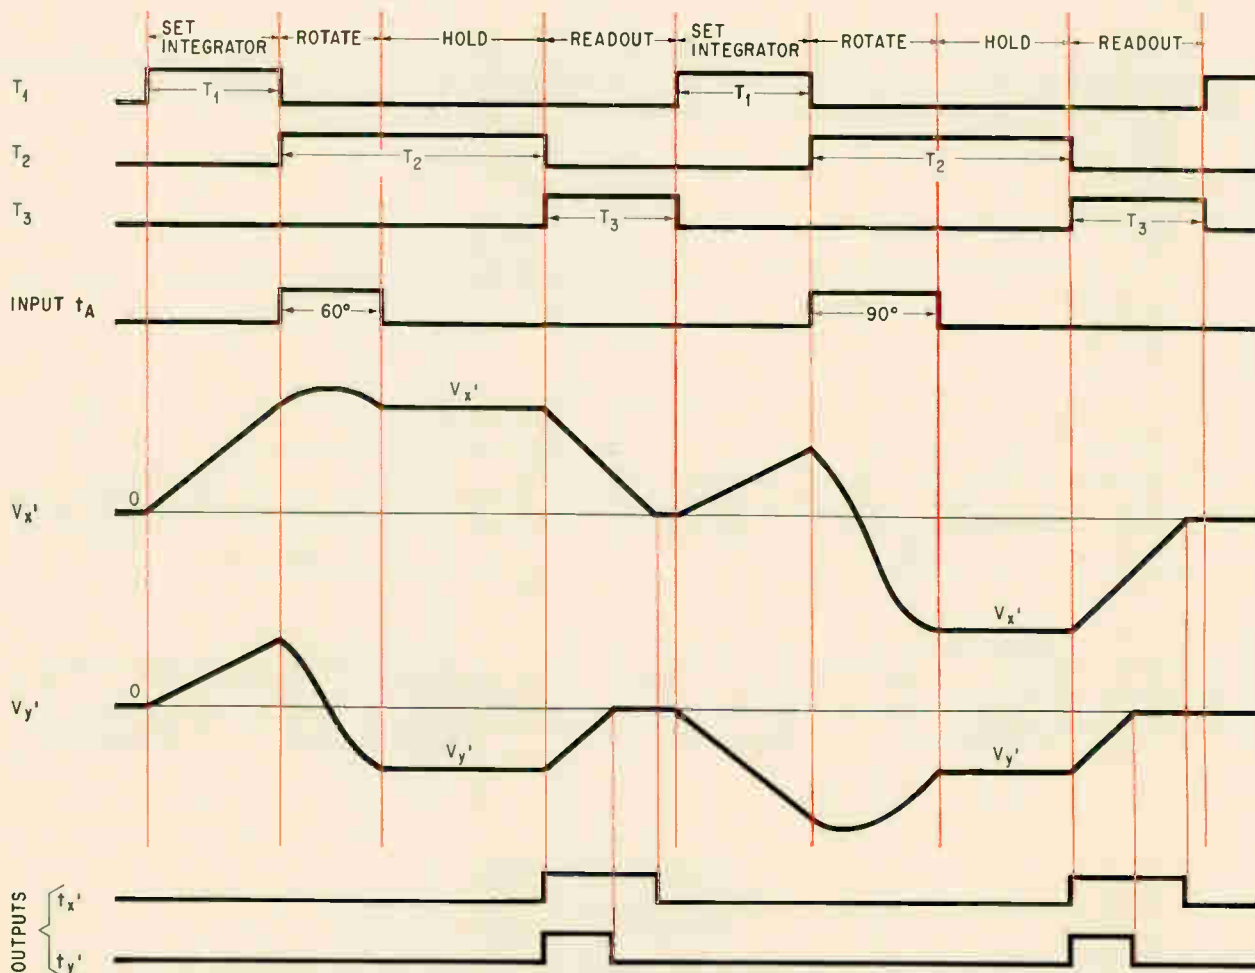 SET INTEGRATOR ROTATE HOLD READOUT SET INTEGRATOR ROTATE HOLD READOUT
T₁ T₁ T₁
T₂ T₂ T₂
T₃ T₃ T₃
INPUT tA 60° 90°
Vx' Vx'
0
Vx'
0
Vy'
Vy' Vy'
OUTPUTS
tx'
ty'